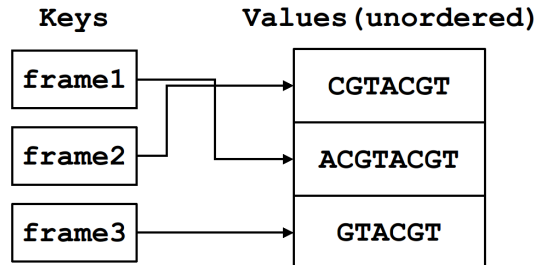 Keys Values(unordered)
frame1 CGTACGT
frame2 ACGTACGT
frame3 GTACGT